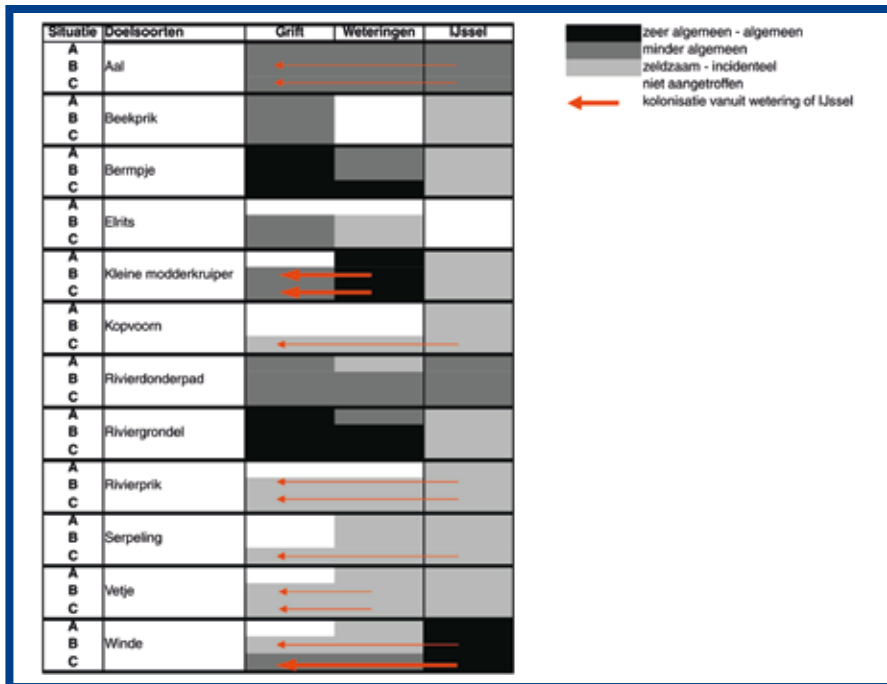 Situatie Doelsoorten Grift Weteringen IJssel
A
B Aal
C
A
B Beekprik
C
A
B Bermpje
C
A
B Elrits
C
A
B Kleine modderkruiper
C
A
B Kopvoorn
C
A
B Rivierdonderpad
C
A
B Riviergrondel
C
A
B Rivierprik
C
A
B Serpeling
C
A
B Vetje
C
A
B Winde
C
zeer algemeen - algemeen
minder algemeen
zeldzaam - incidenteel
niet aangetroffen
kolonisatie vanuit wetering of IJssel